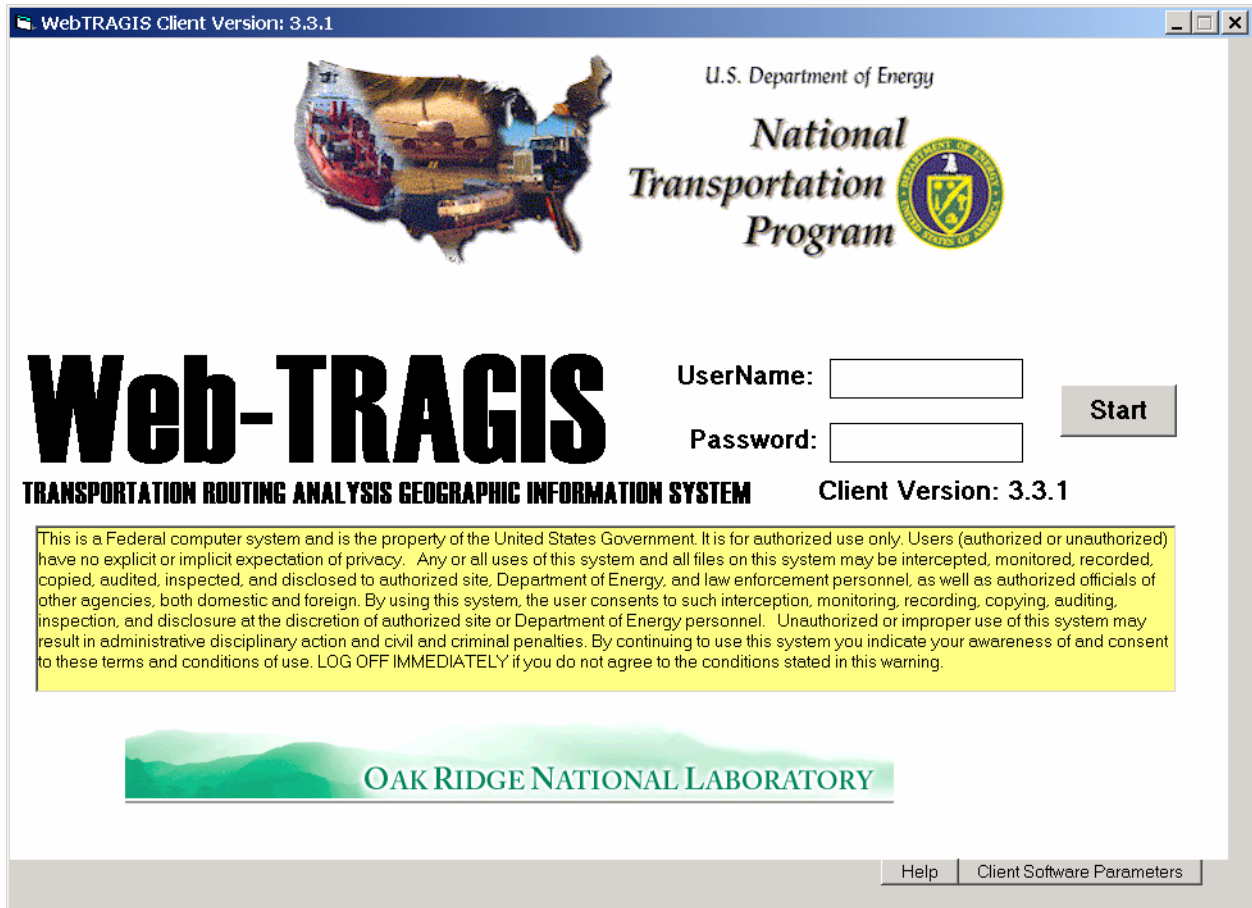 WebTRAGIS Client Version: 3.3.1
U.S. Department of Energy
National
Transportation
Program
DEPARTMENT OF ENERGY
UNITED STATES OF AMERICA
Web-TRAGIS
TRANSPORTATION ROUTING ANALYSIS GEOGRAPHIC INFORMATION SYSTEM
UserName:
Password:
Start
Client Version: 3.3.1
This is a Federal computer system and is the property of the United States Government. It is for authorized use only. Users (authorized or unauthorized)
have no explicit or implicit expectation of privacy. Any or all uses of this system and all files on this system may be intercepted, monitored, recorded,
copied, audited, inspected, and disclosed to authorized site, Department of Energy, and law enforcement personnel, as well as authorized officials of
other agencies, both domestic and foreign. By using this system, the user consents to such interception, monitoring, recording, copying, auditing,
inspection, and disclosure at the discretion of authorized site or Department of Energy personnel. Unauthorized or improper use of this system may
result in administrative disciplinary action and civil and criminal penalties. By continuing to use this system you indicate your awareness of and consent
to these terms and conditions of use. LOG OFF IMMEDIATELY if you do not agree to the conditions stated in this warning.
OAK RIDGE NATIONAL LABORATORY
Help
Client Software Parameters